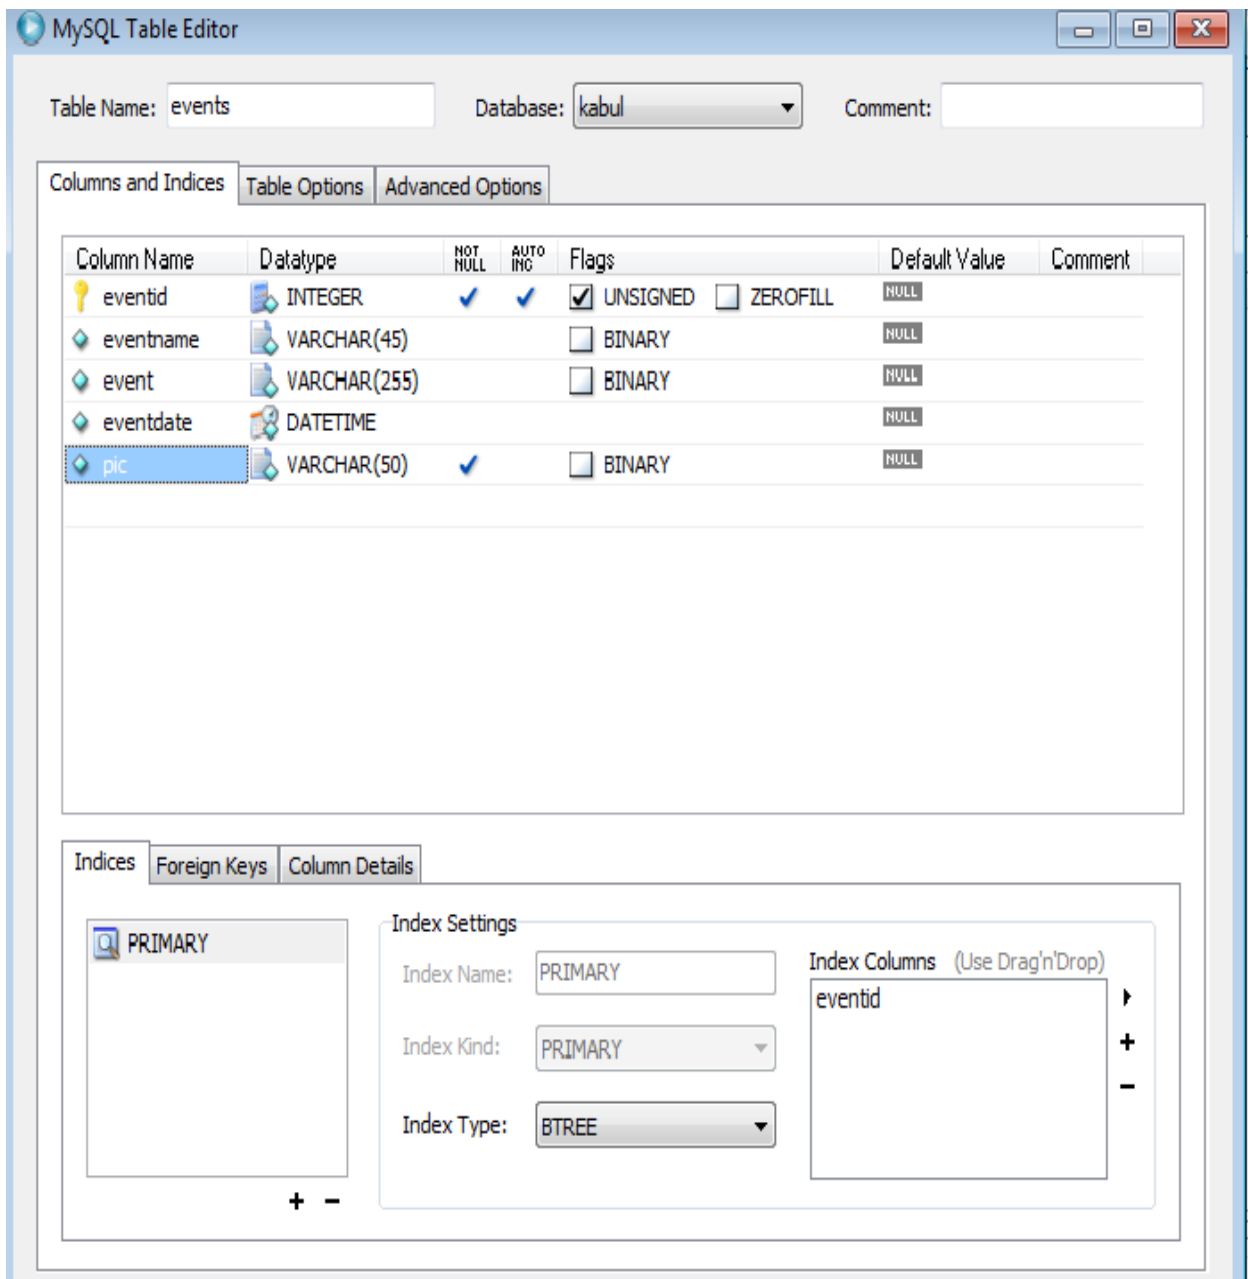 MySQL Table Editor
Table Name: events Database: kabul Comment:
Columns and Indices Table Options Advanced Options
Column Name Datatype NOT NULL AUTO INC Flags Default Value Comment
eventid INTEGER UNSIGNED ZEROFILL NULL
eventname VARCHAR(45) BINARY NULL
event VARCHAR(255) BINARY NULL
eventdate DATETIME NULL
pic VARCHAR(50) BINARY NULL
Indices Foreign Keys Column Details
PRIMARY
Index Settings
Index Name: PRIMARY
Index Kind: PRIMARY
Index Type: BTREE
Index Columns (Use Drag'n'Drop)
eventid